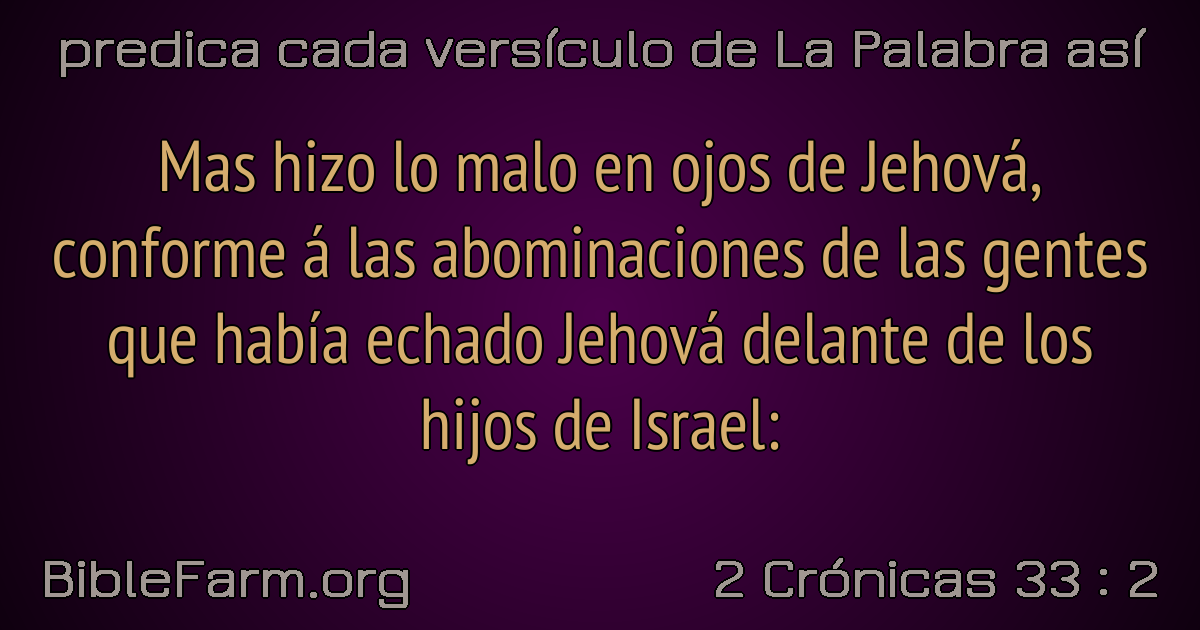 predica cada versículo de La Palabra así
Mas hizo lo malo en ojos de Jehová,
conforme á las abominaciones de las gentes
que había echado Jehová delante de los
hijos de Israel:
BibleFarm.org
2 Crónicas 33 : 2